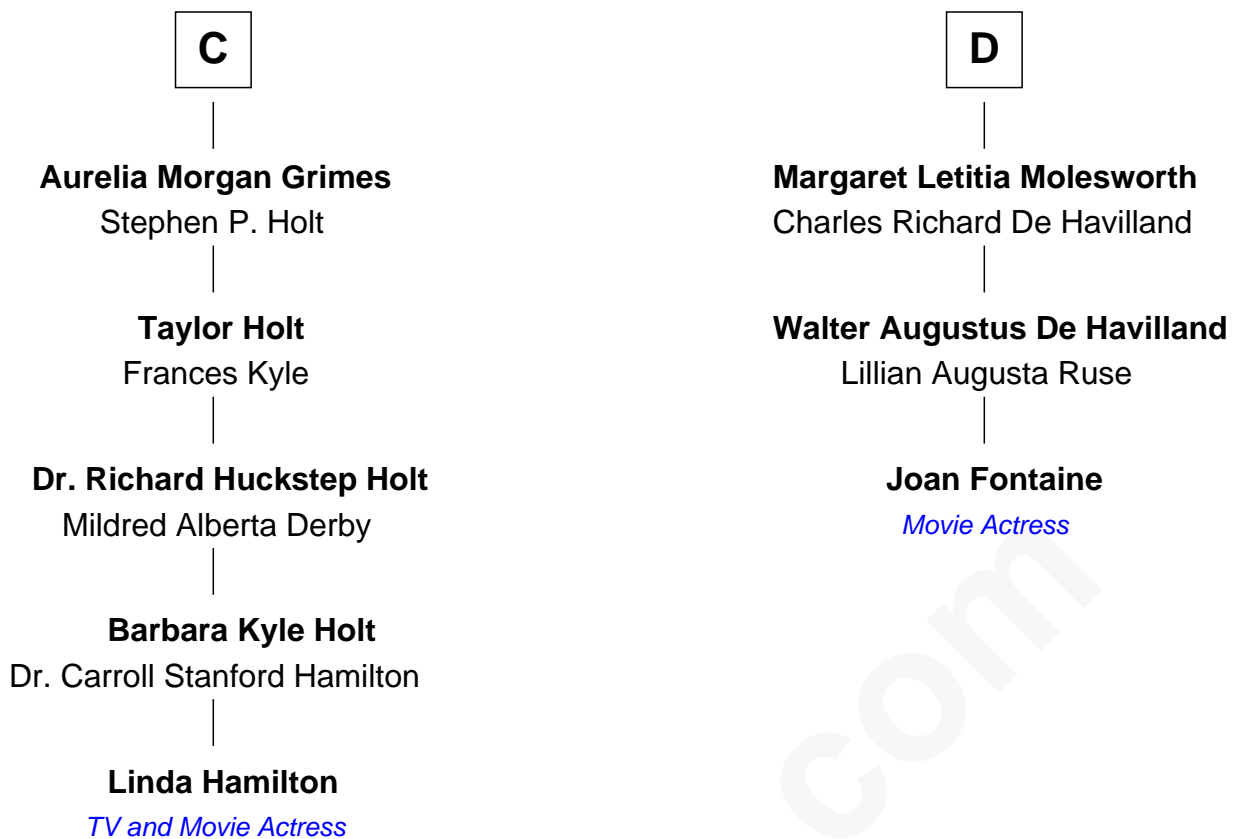 C
Aurelia Morgan Grimes
Stephen P. Holt
Taylor Holt
Frances Kyle
Dr. Richard Huckstep Holt
Mildred Alberta Derby
Barbara Kyle Holt
Dr. Carroll Stanford Hamilton
Linda Hamilton
TV and Movie Actress
D
Margaret Letitia Molesworth
Charles Richard De Havilland
Walter Augustus De Havilland
Lillian Augusta Ruse
Joan Fontaine
Movie Actress
com